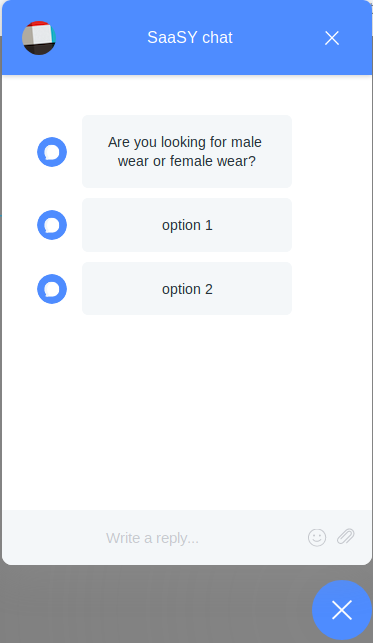 SaaSY chat
Are you looking for male
wear or female wear?
option 1
option 2
Write a reply...